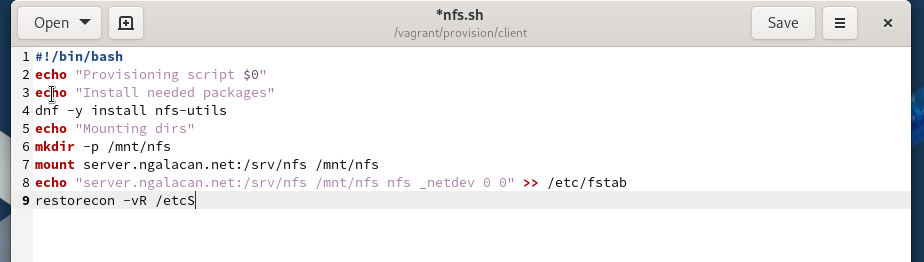 Open
*nfs.sh
/vagrant/provision/client
Save
1 #!/bin/bash
2 echo "Provisioning script $0"
3 echo "Install needed packages"
4 dnf -y install nfs-utils
5 echo "Mounting dirs"
6 mkdir -p /mnt/nfs
7 mount server.ngalacan.net:/srv/nfs /mnt/nfs
8 echo "server.ngalacan.net:/srv/nfs /mnt/nfs nfs _netdev 0 0" >> /etc/fstab
9 restorecon -vR /etcS